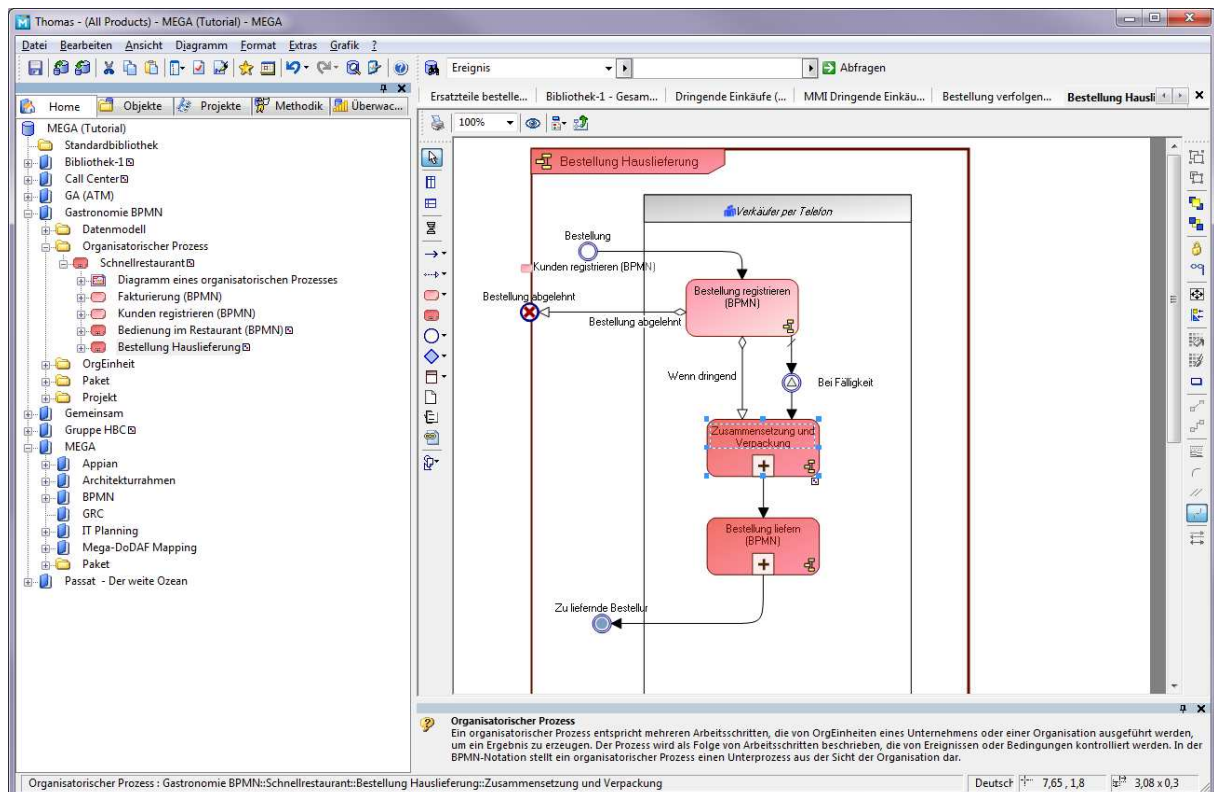 Thomas - (All Products) - MEGA (Tutorial) - MEGA
Datei Bearbeiten Ansicht Djagramm Format Extras Grafik ?
Ereignis
Abfragen
Home Objekte Projekte Methodik Überwac...
Ersatzteile bestelle... Bibliothek-1 - Gesam... Dringende Einkäufe (... MMI Dringende Einkäu... Bestellung verfolgen... Bestellung Hausli
100%
MEGA (Tutorial)
Standardbibliothek
Bibliothek-1
Call Center
GA (ATM)
Gastronomie BPMN
Datenmodell
Organisatorischer Prozess
Schnellrestaurant
Diagramm eines organisatorischen Prozesses
Fakturierung (BPMN)
Kunden registrieren (BPMN)
Bedienung im Restaurant (BPMN)
Bestellung Hauslieferung
OrgEinheit
Paket
Projekt
Gemeinsam
Gruppe HBC
MEGA
Appian
Architekturrahmen
BPMN
GRC
IT Planning
Mega-DoDAF Mapping
Paket
Passat - Der weite Ozean
Bestellung Hauslieferung
Verkäufer per Telefon
Bestellung
Kunden registrieren (BPMN)
Bestellung registrieren
(BPMN)
Bestellung abgelehnt
Bestellung abgelehnt
Wenn dringend
Bei Fälligkeit
Zusammensetzung und
Verpackung
Bestellung liefern
(BPMN)
Zu liefernde Bestellur
Organisatorischer Prozess
Ein organisatorischer Prozess entspricht mehreren Arbeitsschritten, die von OrgEinheiten eines Unternehmens oder einer Organisation ausgeführt werden,
um ein Ergebnis zu erzeugen. Der Prozess wird als Folge von Arbeitsschritten beschrieben, die von Ereignissen oder Bedingungen kontrolliert werden. In der
BPMN-Notation stellt ein organisatorischer Prozess einen Unterprozess aus der Sicht der Organisation dar.
Organisatorischer Prozess : Gastronomie BPMN::Schnellrestaurant::Bestellung Hauslieferung::Zusammensetzung und Verpackung
Deutsch 7,65 , 1,8 3,08 x 0,3